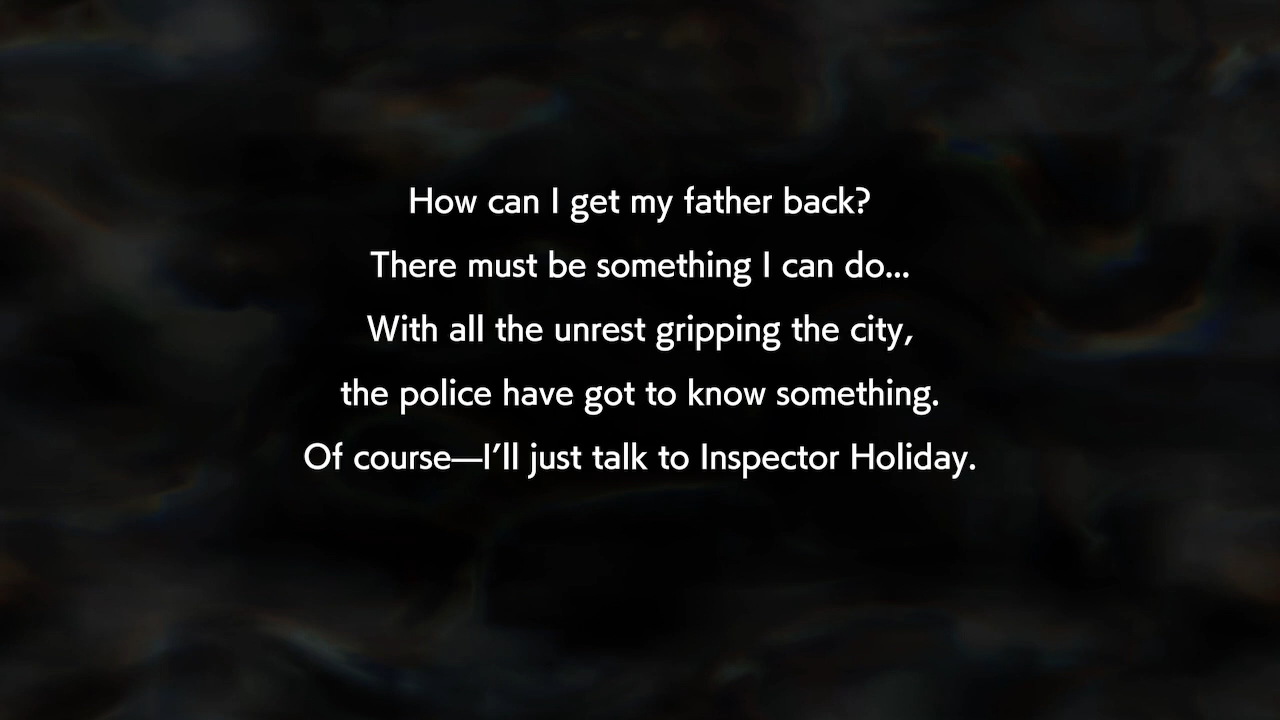 How can I get my father back?
There must be something I can do...
With all the unrest gripping the city,
the police have got to know something.
Of course—I'll just talk to Inspector Holiday.